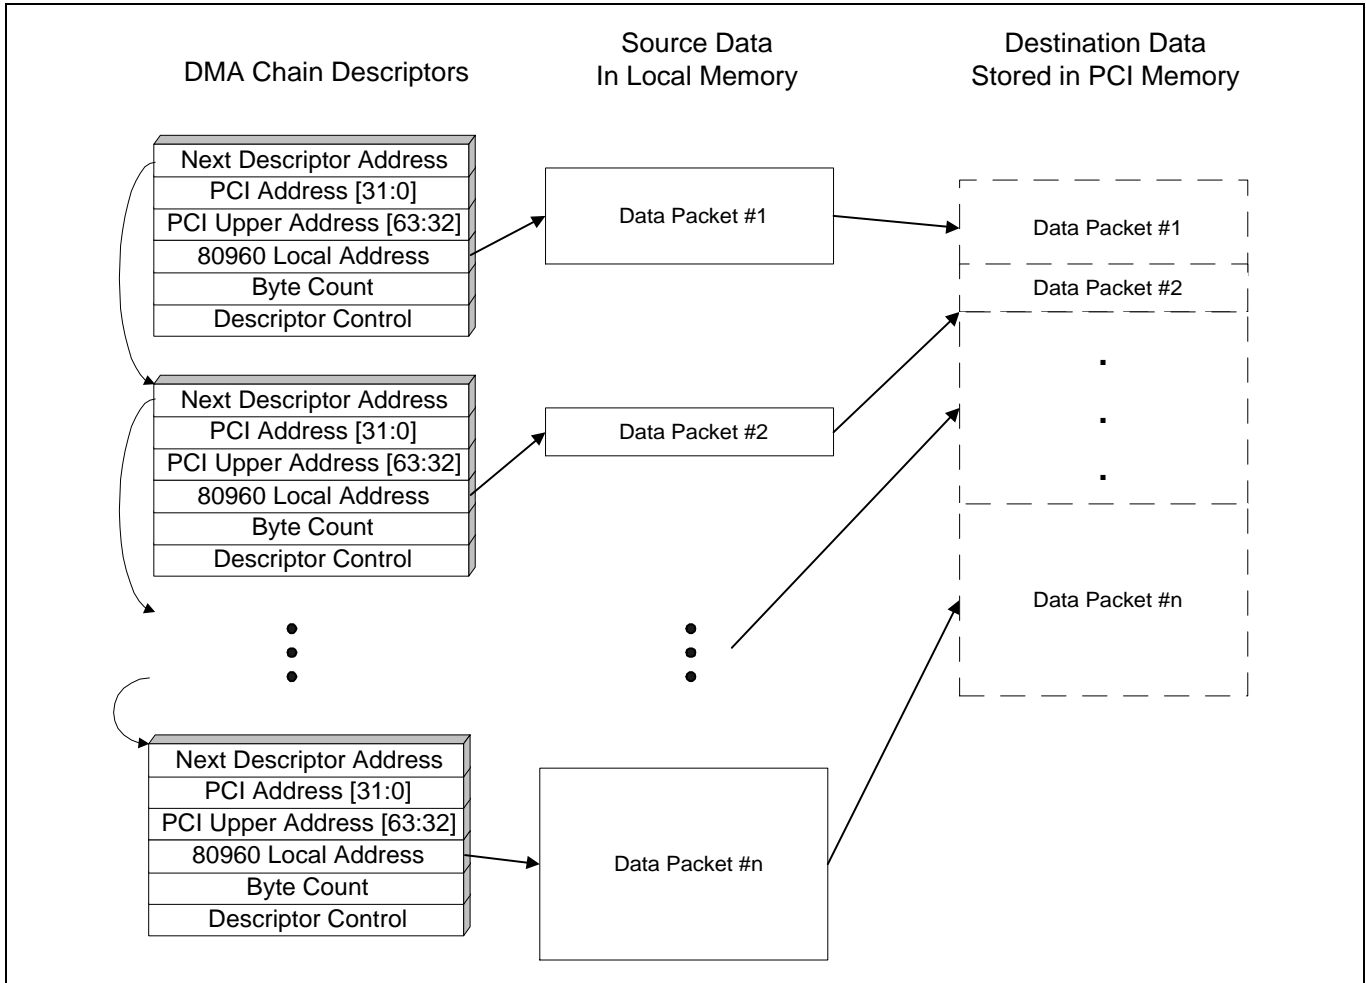 DMA Chain Descriptors
Source Data
In Local Memory
Destination Data
Stored in PCI Memory
Next Descriptor Address
PCI Address [31:0]
PCI Upper Address [63:32]
80960 Local Address
Byte Count
Descriptor Control
Data Packet #1
Data Packet #1
Data Packet #2
Next Descriptor Address
PCI Address [31:0]
PCI Upper Address [63:32]
80960 Local Address
Byte Count
Descriptor Control
Data Packet #2
Data Packet #n
Next Descriptor Address
PCI Address [31:0]
PCI Upper Address [63:32]
80960 Local Address
Byte Count
Descriptor Control
Data Packet #n